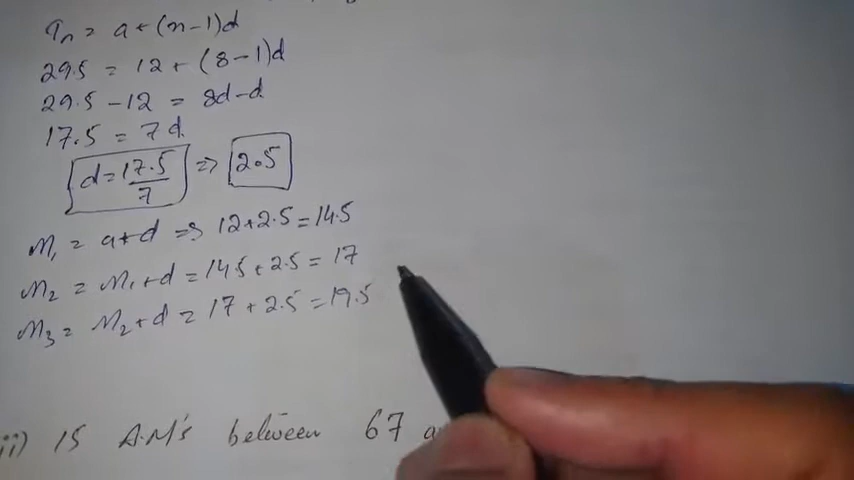 an = a + (n-1)d
29.5 = 12 + (8-1)d
29.5 - 12 = 8d-d
17.5 = 7d
d = 17.5/7 => 2.5
M1 = a+d => 12+2.5 = 14.5
M2 = M1+d = 14.5+2.5 = 17
M3 = M2+d = 17+2.5 = 19.5
ii) 15 A.M's between 67